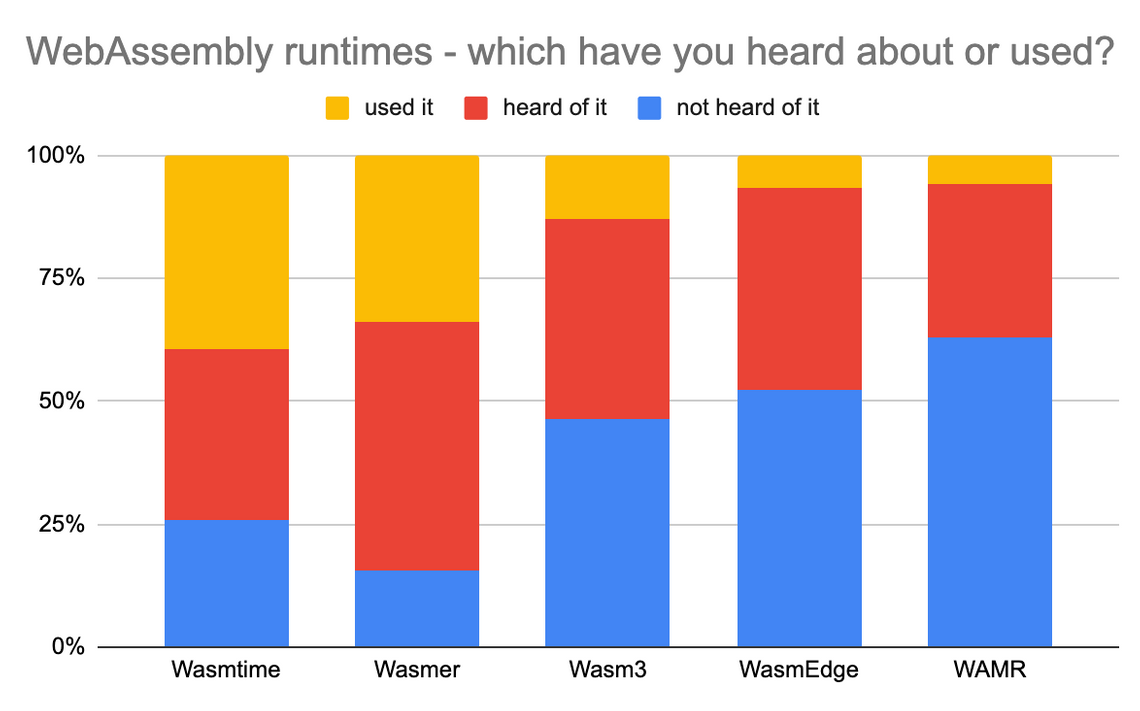 WebAssembly runtimes - which have you heard about or used?
used it heard of it not heard of it
100%
75%
50%
25%
0%
Wasmtime Wasmer Wasm3 WasmEdge WAMR